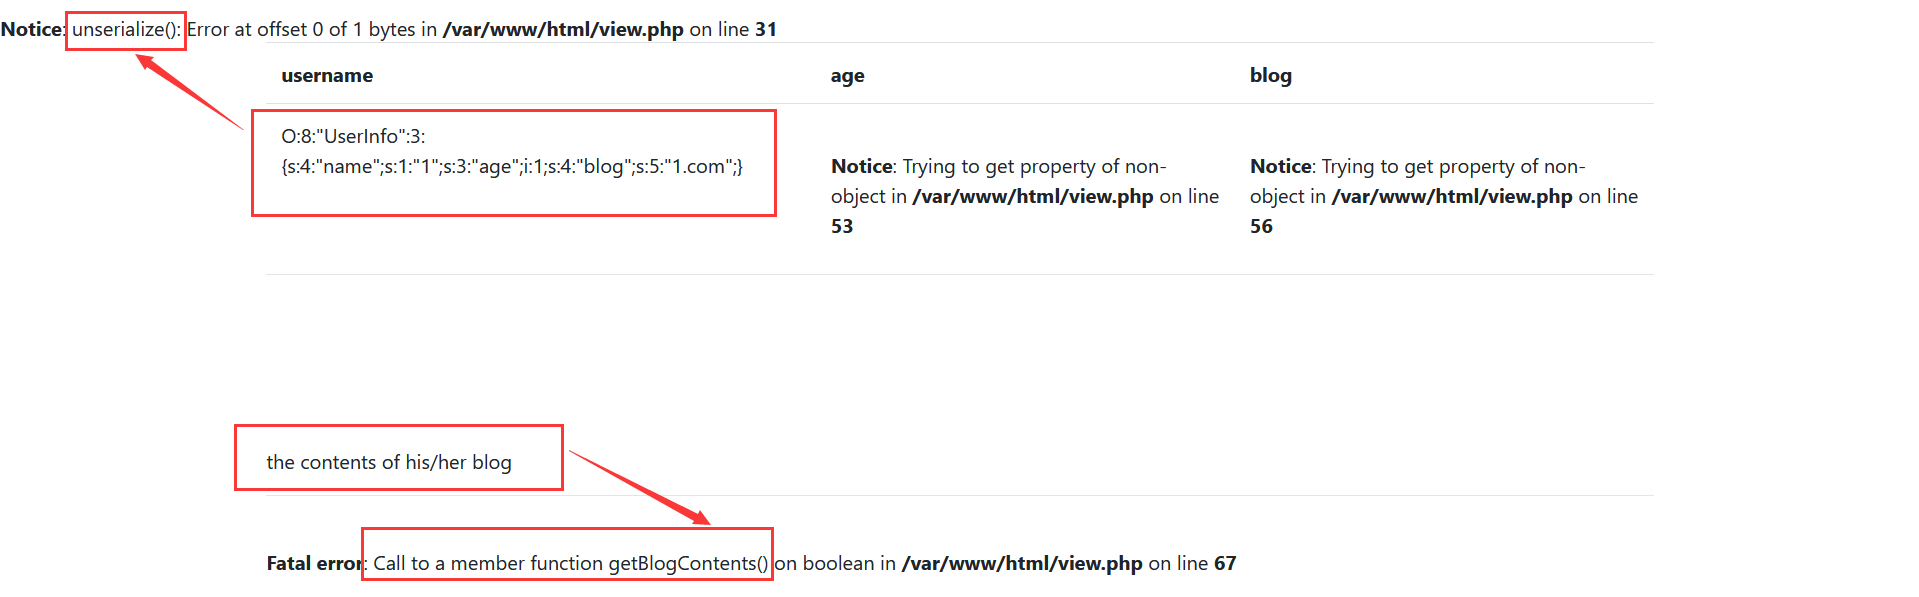 Notice: unserialize(): Error at offset 0 of 1 bytes in /var/www/html/view.php on line 31
username age blog
O:8:"UserInfo":3:
{s:4:"name";s:1:"1";s:3:"age";i:1;s:4:"blog";s:5:"1.com";}
Notice: Trying to get property of non-
object in /var/www/html/view.php on line
53
Notice: Trying to get property of non-
object in /var/www/html/view.php on line
56
the contents of his/her blog
Fatal error: Call to a member function getBlogContents() on boolean in /var/www/html/view.php on line 67